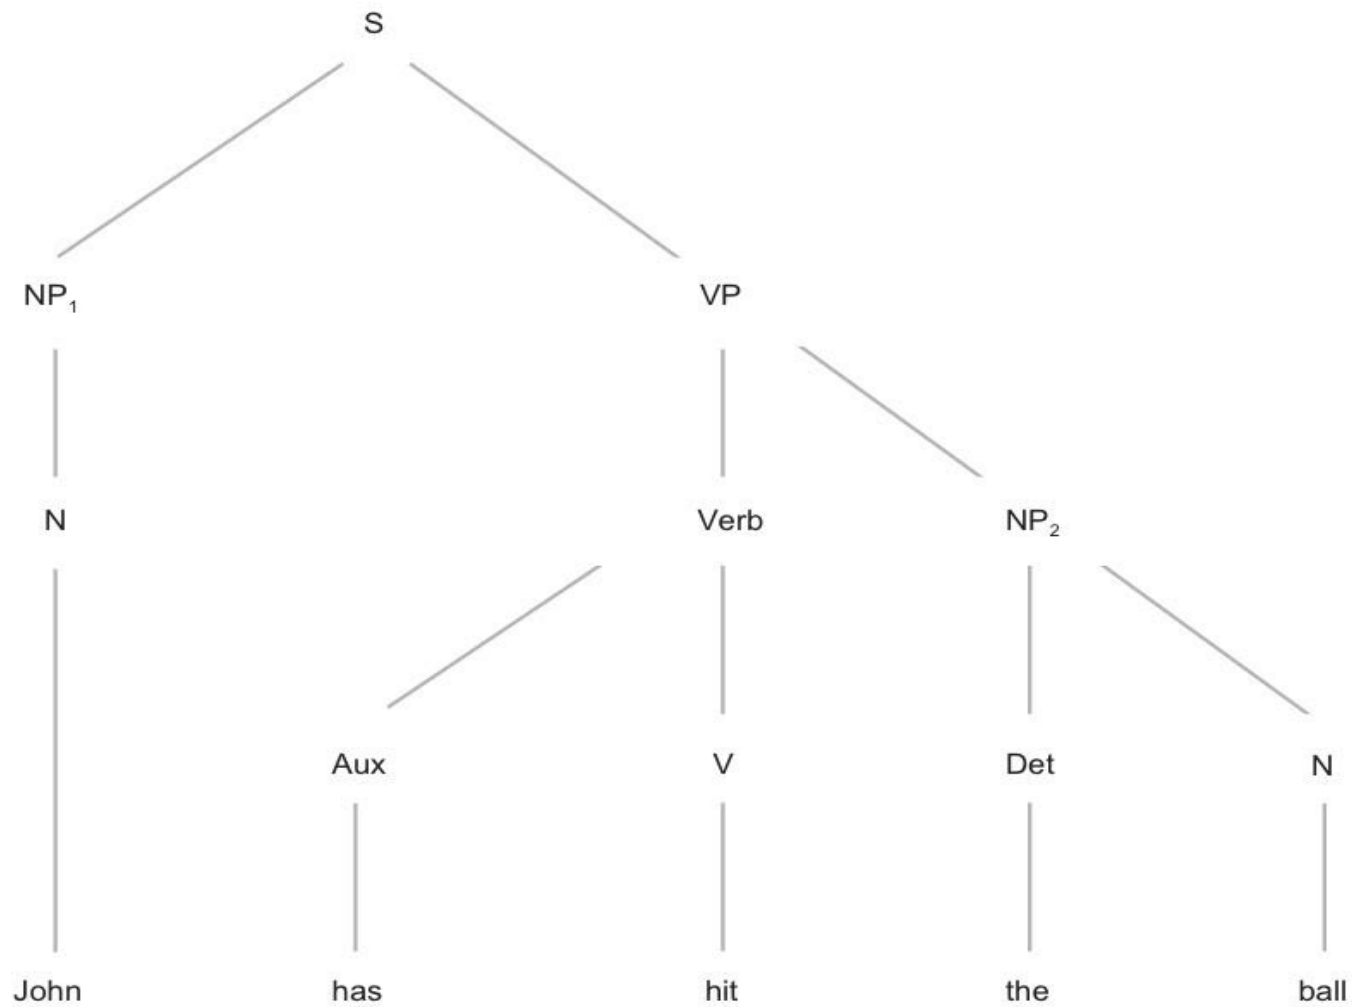 S
NP₁ VP
N Verb NP₂
Aux V Det N
John has hit the ball